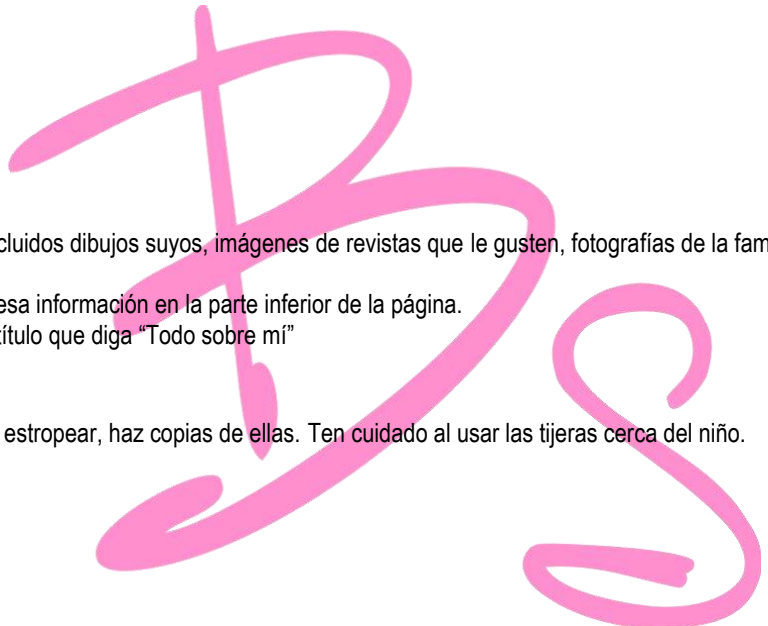 cluidos dibujos suyos, imágenes de revistas que le gusten, fotografías de la fam
esa información en la parte inferior de la página.
ítulo que diga “Todo sobre mí”
estropear, haz copias de ellas. Ten cuidado al usar las tijeras cerca del niño.
BS